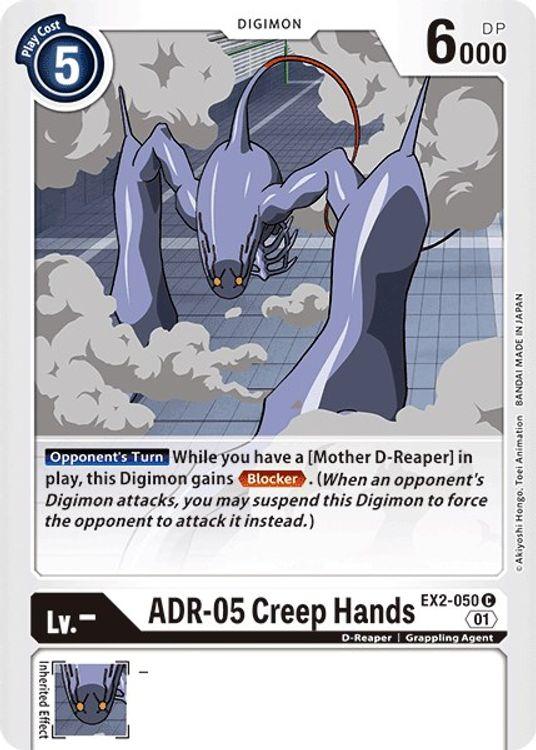 DIGIMON
Play Cost
5
DP
6000
Opponent's Turn While you have a [Mother D-Reaper] in
play, this Digimon gains Blocker. (When an opponent's
Digimon attacks, you may suspend this Digimon to force
the opponent to attack it instead.)
©Akiyoshi Hongo, Toei Animation BANDAI MADE IN JAPAN
Lv.–
ADR-05 Creep Hands
EX2-050 C
01
D-Reaper | Grappling Agent
Inherited Effect
–